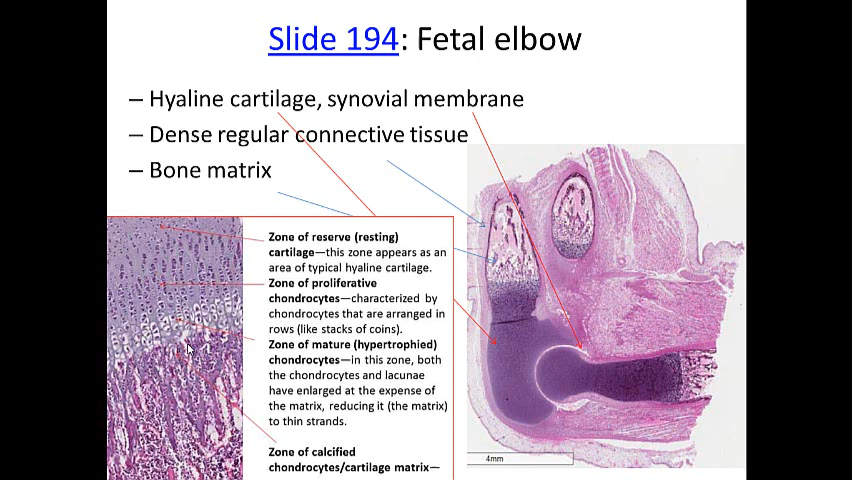 Slide 194: Fetal elbow
– Hyaline cartilage, synovial membrane
– Dense regular connective tissue
– Bone matrix
Zone of reserve (resting)
cartilage—this zone appears as an
area of typical hyaline cartilage.
Zone of proliferative
chondrocytes—characterized by
chondrocytes that are arranged in
rows (like stacks of coins).
Zone of mature (hypertrophied)
chondrocytes—in this zone, both
the chondrocytes and lacunae
have enlarged at the expense of
the matrix, reducing it (the matrix)
to thin strands.
Zone of calcified
chondrocytes/cartilage matrix—
4mm